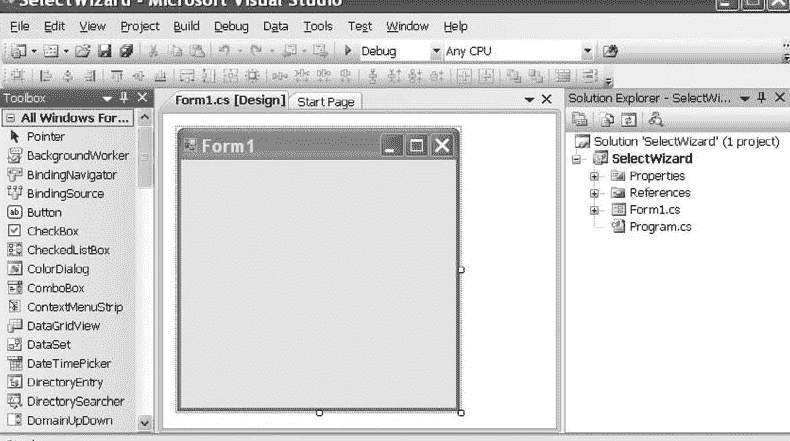 SelectWizard - Microsoft Visual Studio
File Edit View Project Build Debug Data Tools Test Window Help
Debug Any CPU
Toolbox
All Windows For...
Pointer
BackgroundWorker
BindingNavigator
BindingSource
Button
CheckBox
CheckedListBox
ColorDialog
ComboBox
ContextMenuStrip
DataGridView
DataSet
DateTimePicker
DirectoryEntry
DirectorySearcher
DomainUpDown
Form1.cs [Design] Start Page
Form1
Solution Explorer - SelectWi...
Solution 'SelectWizard' (1 project)
SelectWizard
Properties
References
Form1.cs
Program.cs